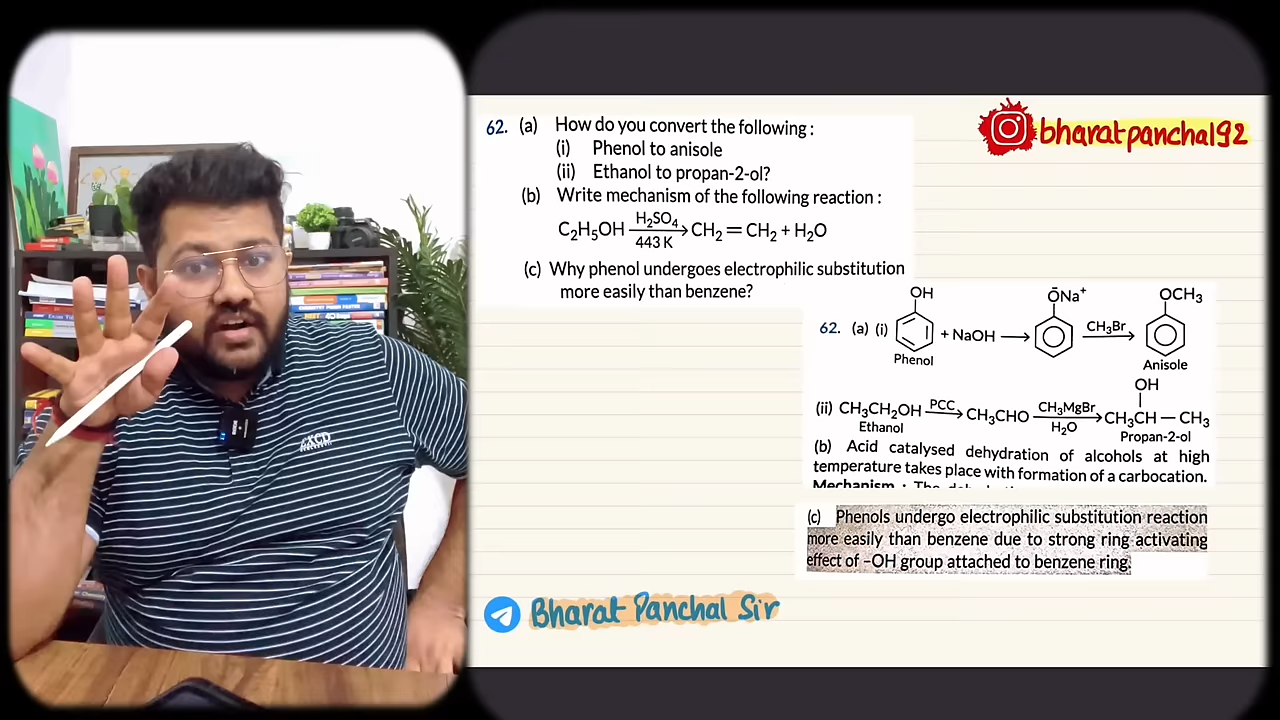 62. (a) How do you convert the following :
(i) Phenol to anisole
(ii) Ethanol to propan-2-ol?
(b) Write mechanism of the following reaction :
C₂H₅OH H₂SO₄ 443 K → CH₂ = CH₂ + H₂O
(c) Why phenol undergoes electrophilic substitution
more easily than benzene?
bharatpanchal92
OH ŌNa⁺ OCH₃
62. (a) (i) + NaOH → CH₃Br →
Phenol Anisole
OH
(ii) CH₃CH₂OH PCC → CH₃CHO CH₃MgBr H₂O → CH₃CH — CH₃
Ethanol Propan-2-ol
(b) Acid catalysed dehydration of alcohols at high
temperature takes place with formation of a carbocation.
Mechanism : The
(c) Phenols undergo electrophilic substitution reaction
more easily than benzene due to strong ring activating
effect of –OH group attached to benzene ring.
Bharat Panchal Sir